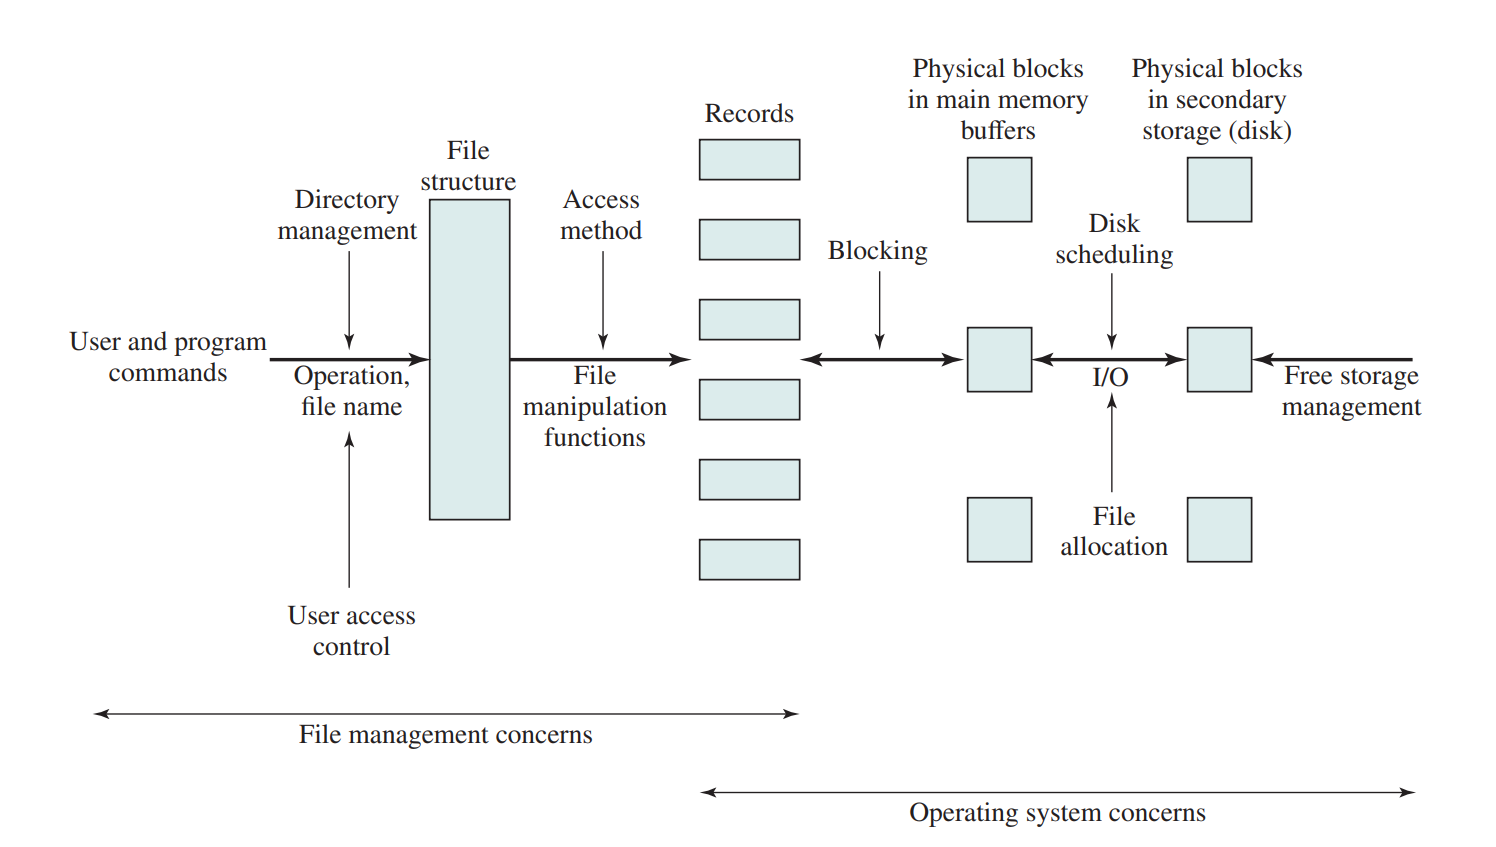 Physical blocks
in main memory
buffers
Physical blocks
in secondary
storage (disk)
Records
File
structure
Directory
management
Access
method
Disk
scheduling
Blocking
User and program
commands
Operation,
file name
File
manipulation
functions
I/O
Free storage
management
File
allocation
User access
control
File management concerns
Operating system concerns